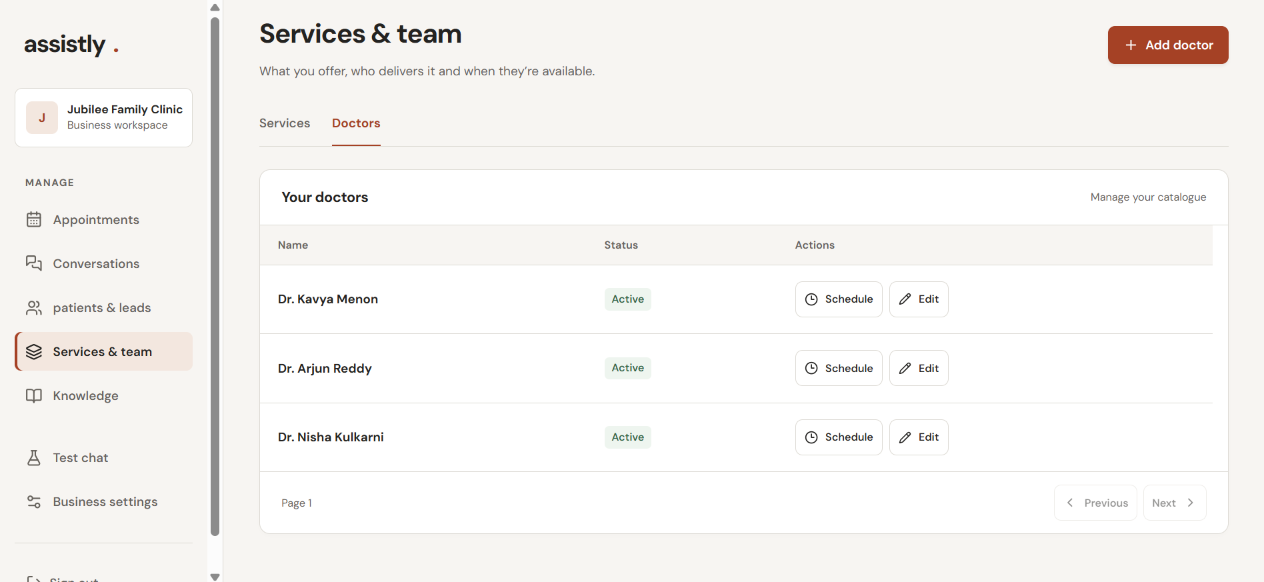 assistly .
J
Jubilee Family Clinic
Business workspace
MANAGE
Appointments
Conversations
patients & leads
Services & team
Knowledge
Test chat
Business settings
Sign out
Services & team
What you offer, who delivers it and when they're available.
+ Add doctor
Services Doctors
Your doctors Manage your catalogue
Name Status Actions
Dr. Kavya Menon Active Schedule Edit
Dr. Arjun Reddy Active Schedule Edit
Dr. Nisha Kulkarni Active Schedule Edit
Page 1 Previous Next